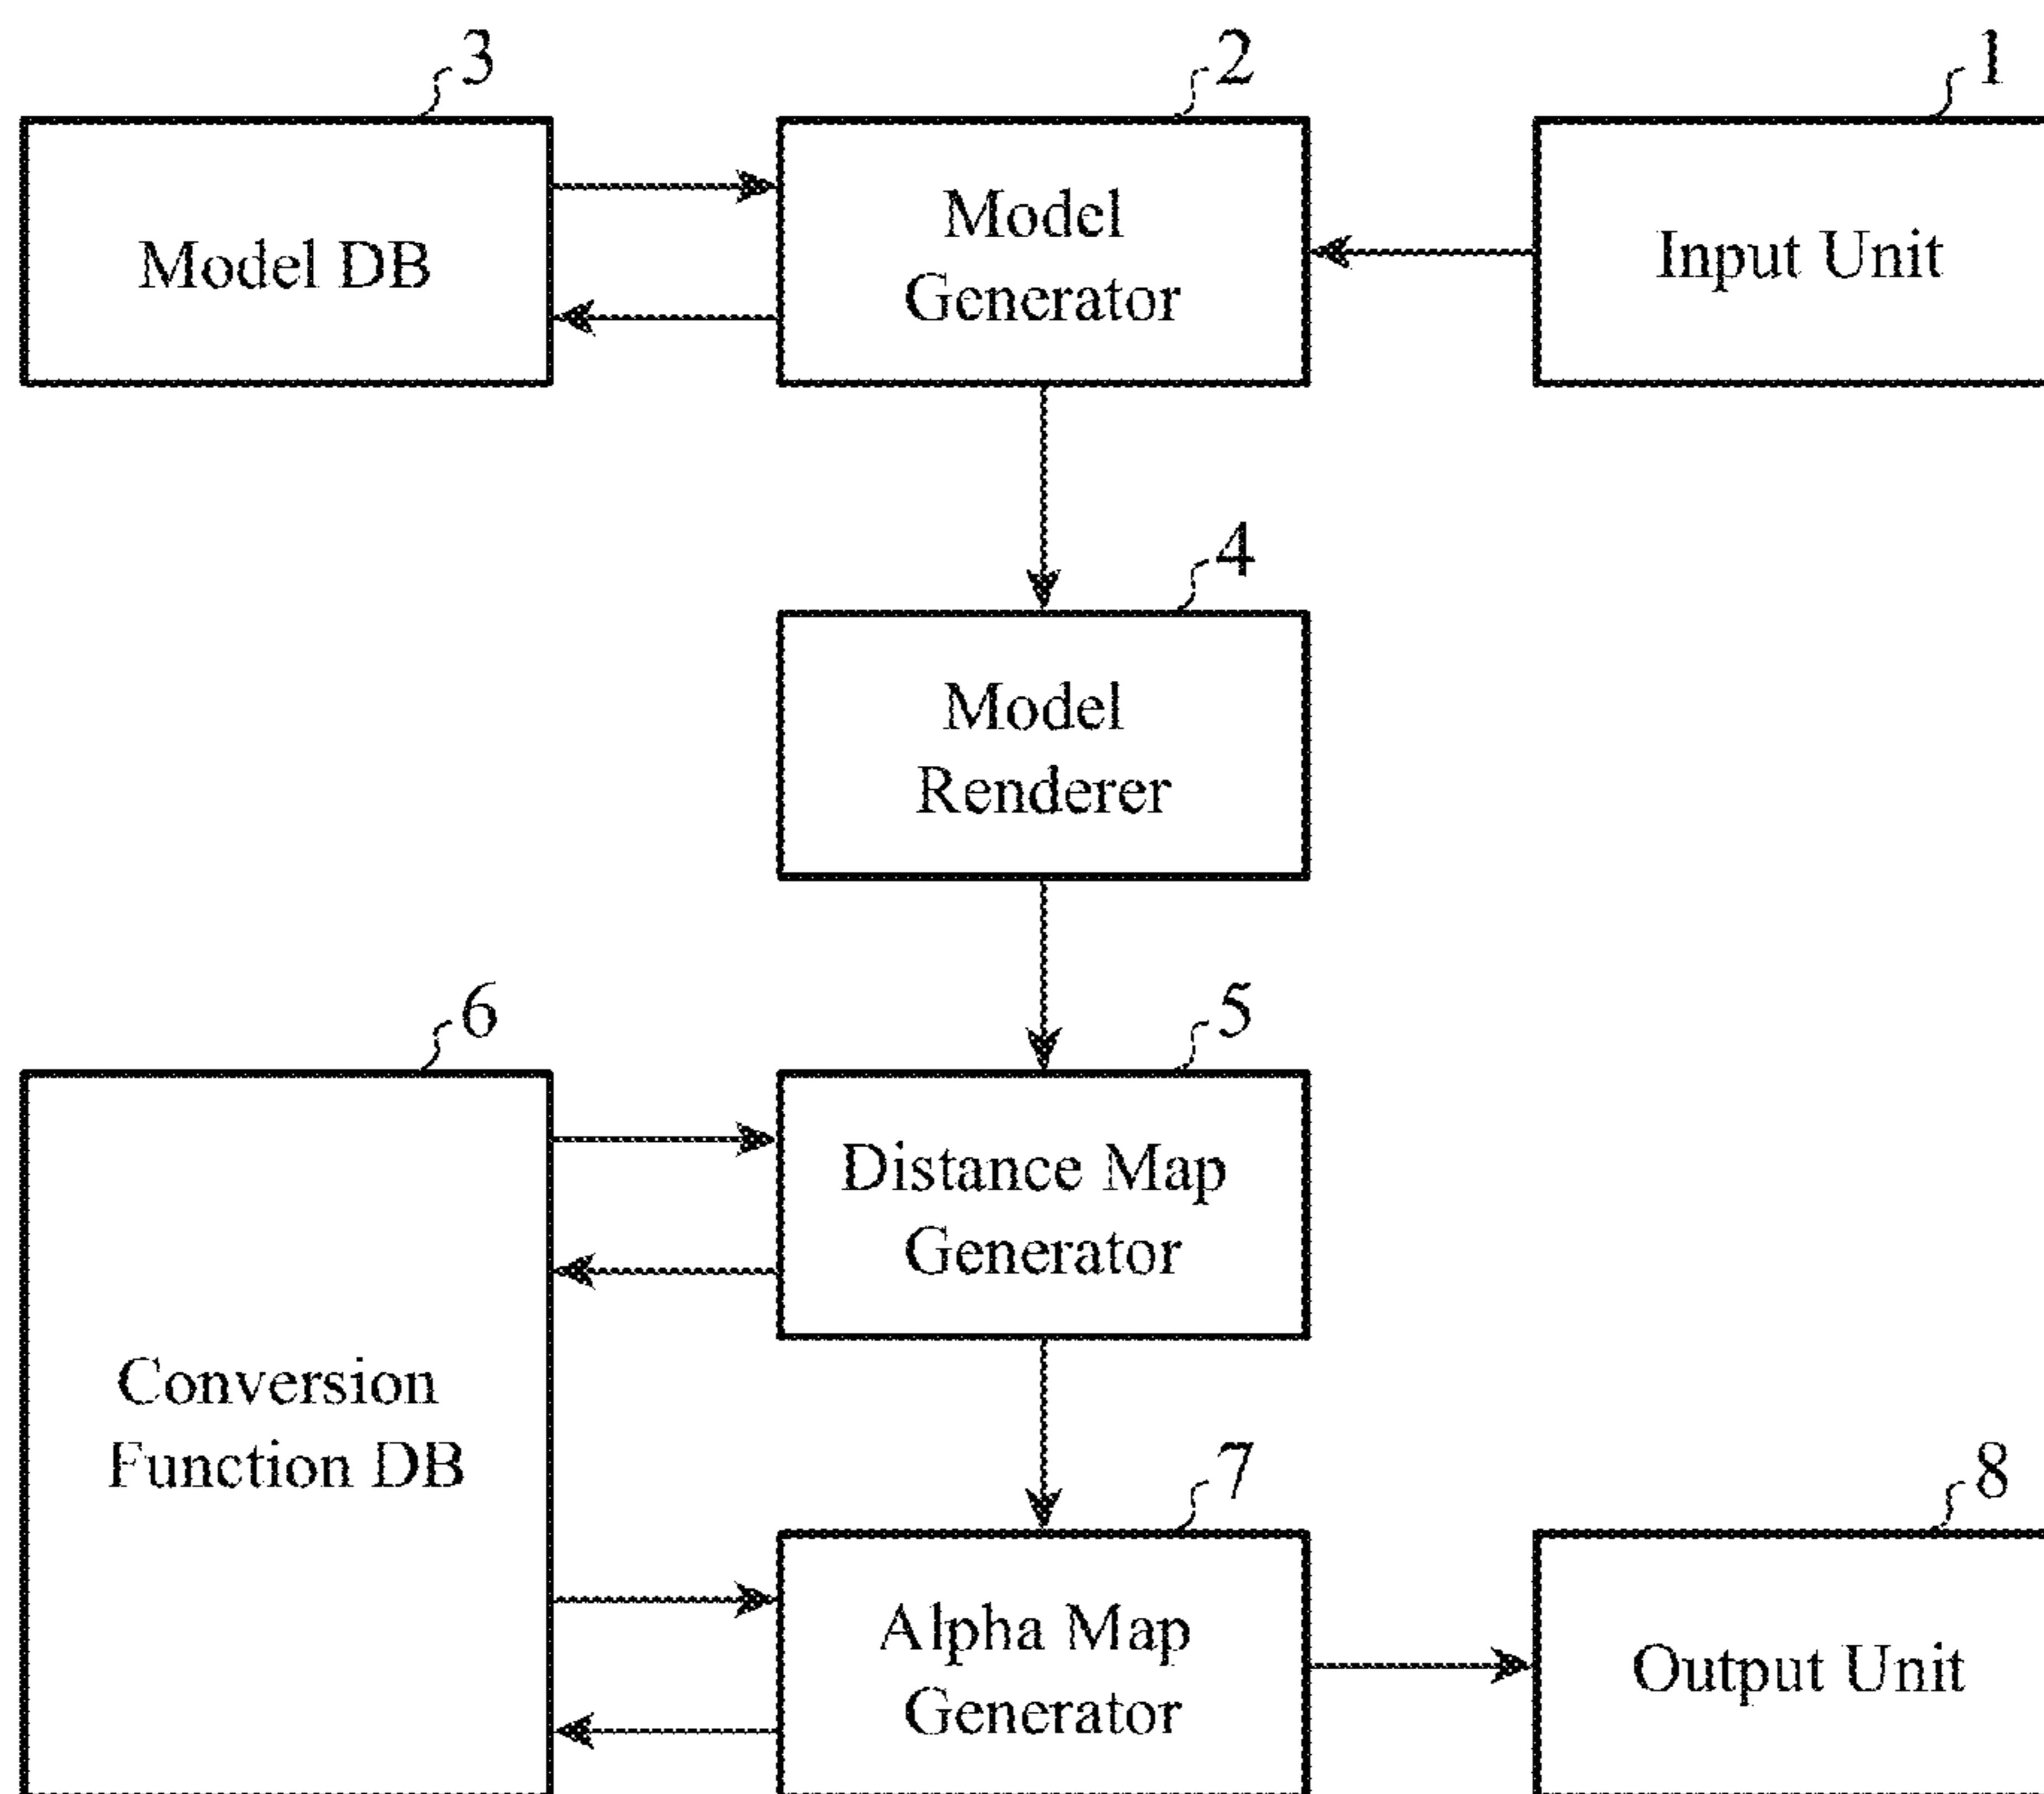 3
2
1
Model DB
Model
Generator
Input Unit
4
Model
Renderer
6
5
Distance Map
Generator
Conversion
Function DB
7
8
Alpha Map
Generator
Output Unit